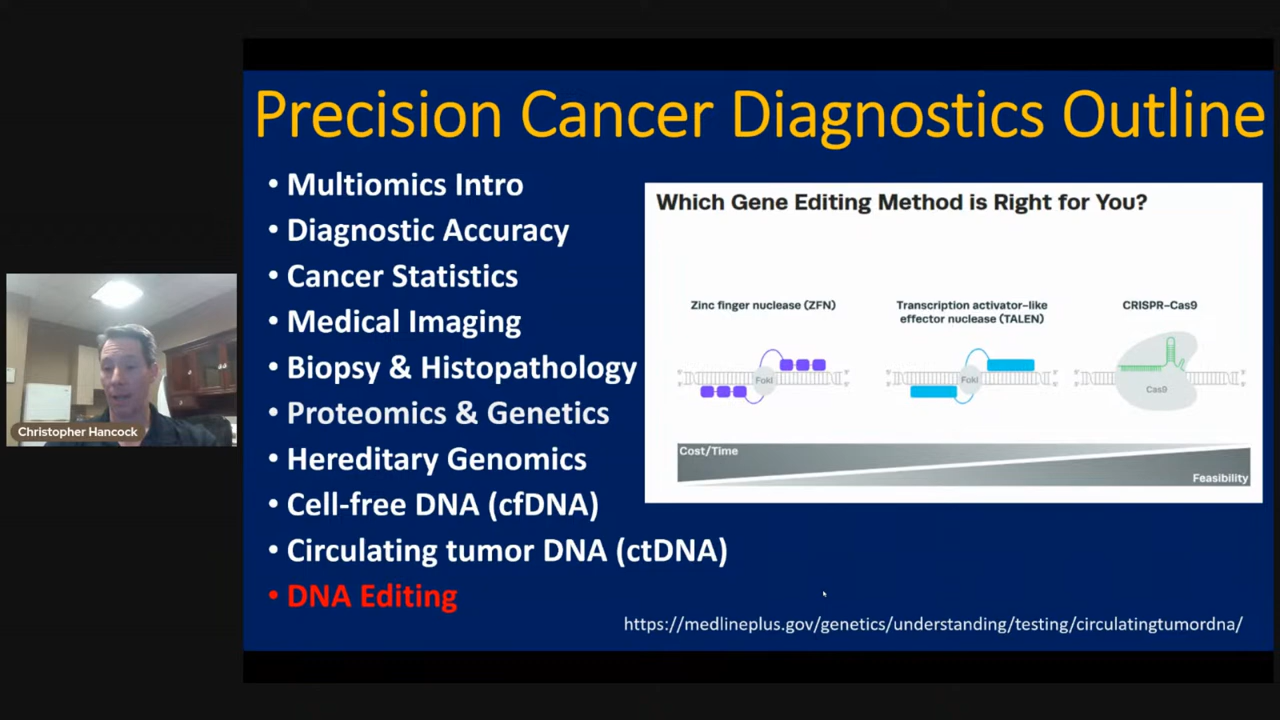 Precision Cancer Diagnostics Outline
• Multiomics Intro
• Diagnostic Accuracy
• Cancer Statistics
• Medical Imaging
• Biopsy & Histopathology
• Proteomics & Genetics
• Hereditary Genomics
• Cell-free DNA (cfDNA)
• Circulating tumor DNA (ctDNA)
• DNA Editing
Which Gene Editing Method is Right for You?
Zinc finger nuclease (ZFN)
FokI
Transcription activator–like
effector nuclease (TALEN)
FokI
CRISPR–Cas9
Cas9
Cost/Time
Feasibility
https://medlineplus.gov/genetics/understanding/testing/circulatingtumordna/
Christopher Hancock